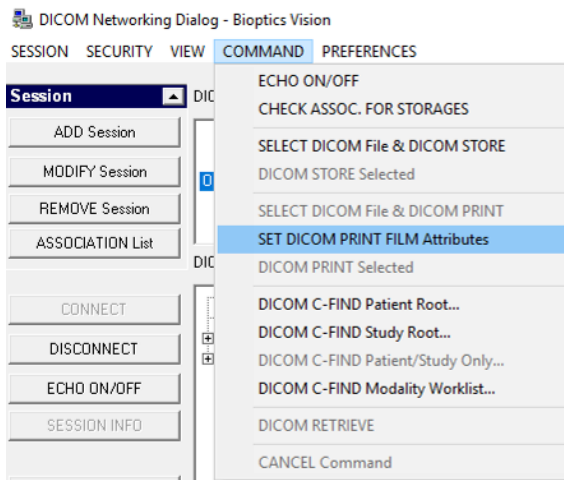 DICOM Networking Dialog - Bioptics Vision
SESSION SECURITY VIEW COMMAND PREFERENCES
Session
ADD Session
MODIFY Session
REMOVE Session
ASSOCIATION List
CONNECT
DISCONNECT
ECHO ON/OFF
SESSION INFO
DIC
O
DIC
ECHO ON/OFF
CHECK ASSOC. FOR STORAGES
SELECT DICOM File & DICOM STORE
DICOM STORE Selected
SELECT DICOM File & DICOM PRINT
SET DICOM PRINT FILM Attributes
DICOM PRINT Selected
DICOM C-FIND Patient Root...
DICOM C-FIND Study Root...
DICOM C-FIND Patient/Study Only...
DICOM C-FIND Modality Worklist...
DICOM RETRIEVE
CANCEL Command